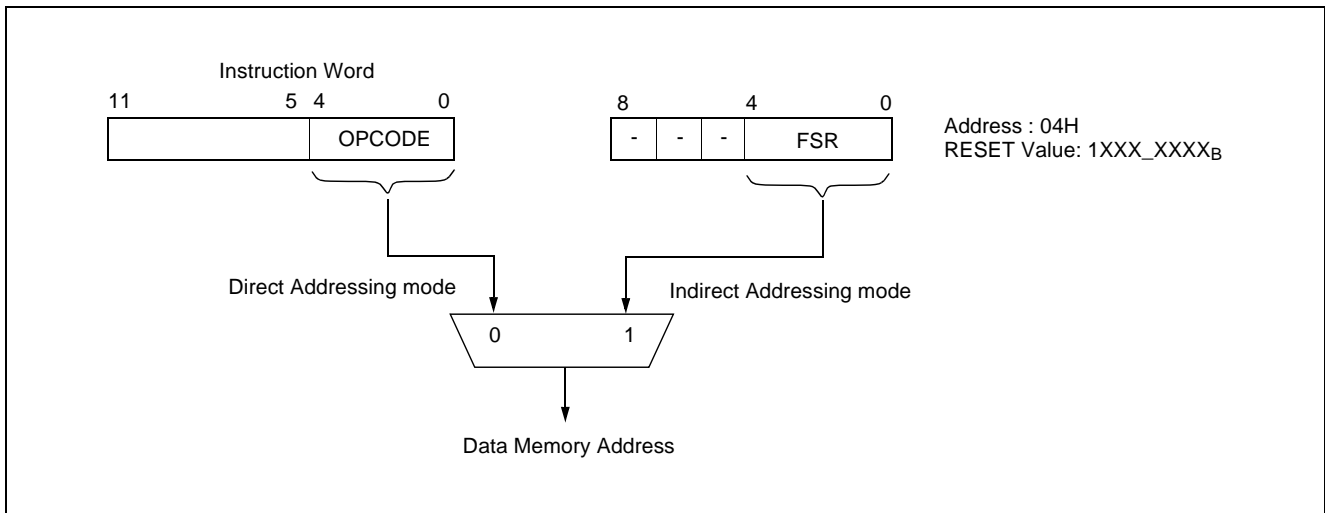 Instruction Word
11 5 4 0
OPCODE
8 4 0
- - - FSR
Address : 04H
RESET Value: 1XXX_XXXXB
Direct Addressing mode
Indirect Addressing mode
0 1
Data Memory Address